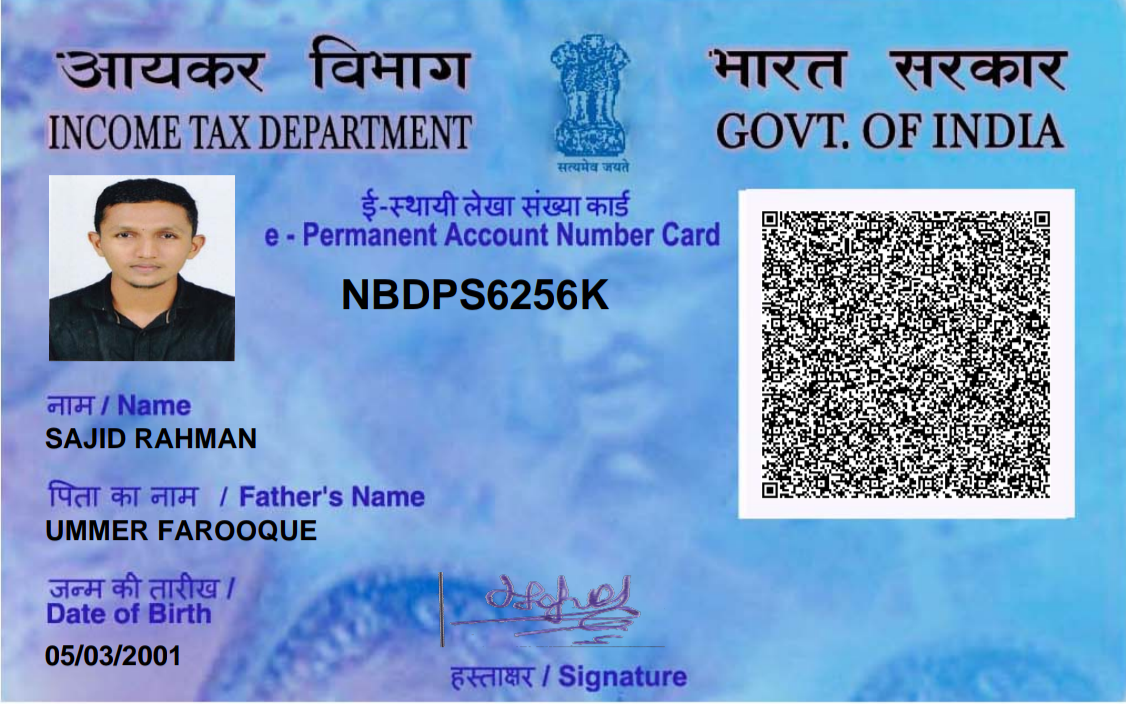 आयकर विभाग
INCOME TAX DEPARTMENT
सत्यमेव जयते
भारत सरकार
GOVT. OF INDIA
ई-स्थायी लेखा संख्या कार्ड
e - Permanent Account Number Card
NBDPS6256K
नाम / Name
SAJID RAHMAN
पिता का नाम / Father's Name
UMMER FAROOQUE
जन्म की तारीख /
Date of Birth
05/03/2001
हस्ताक्षर / Signature